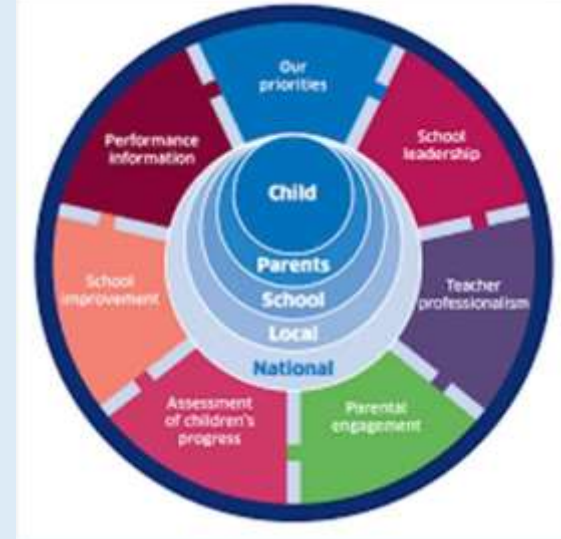 Our
priorities
School
leadership
Teacher
professionalism
Parental
engagement
Assessment
of children's
progress
School
improvement
Performance
information
Child
Parents
School
Local
National